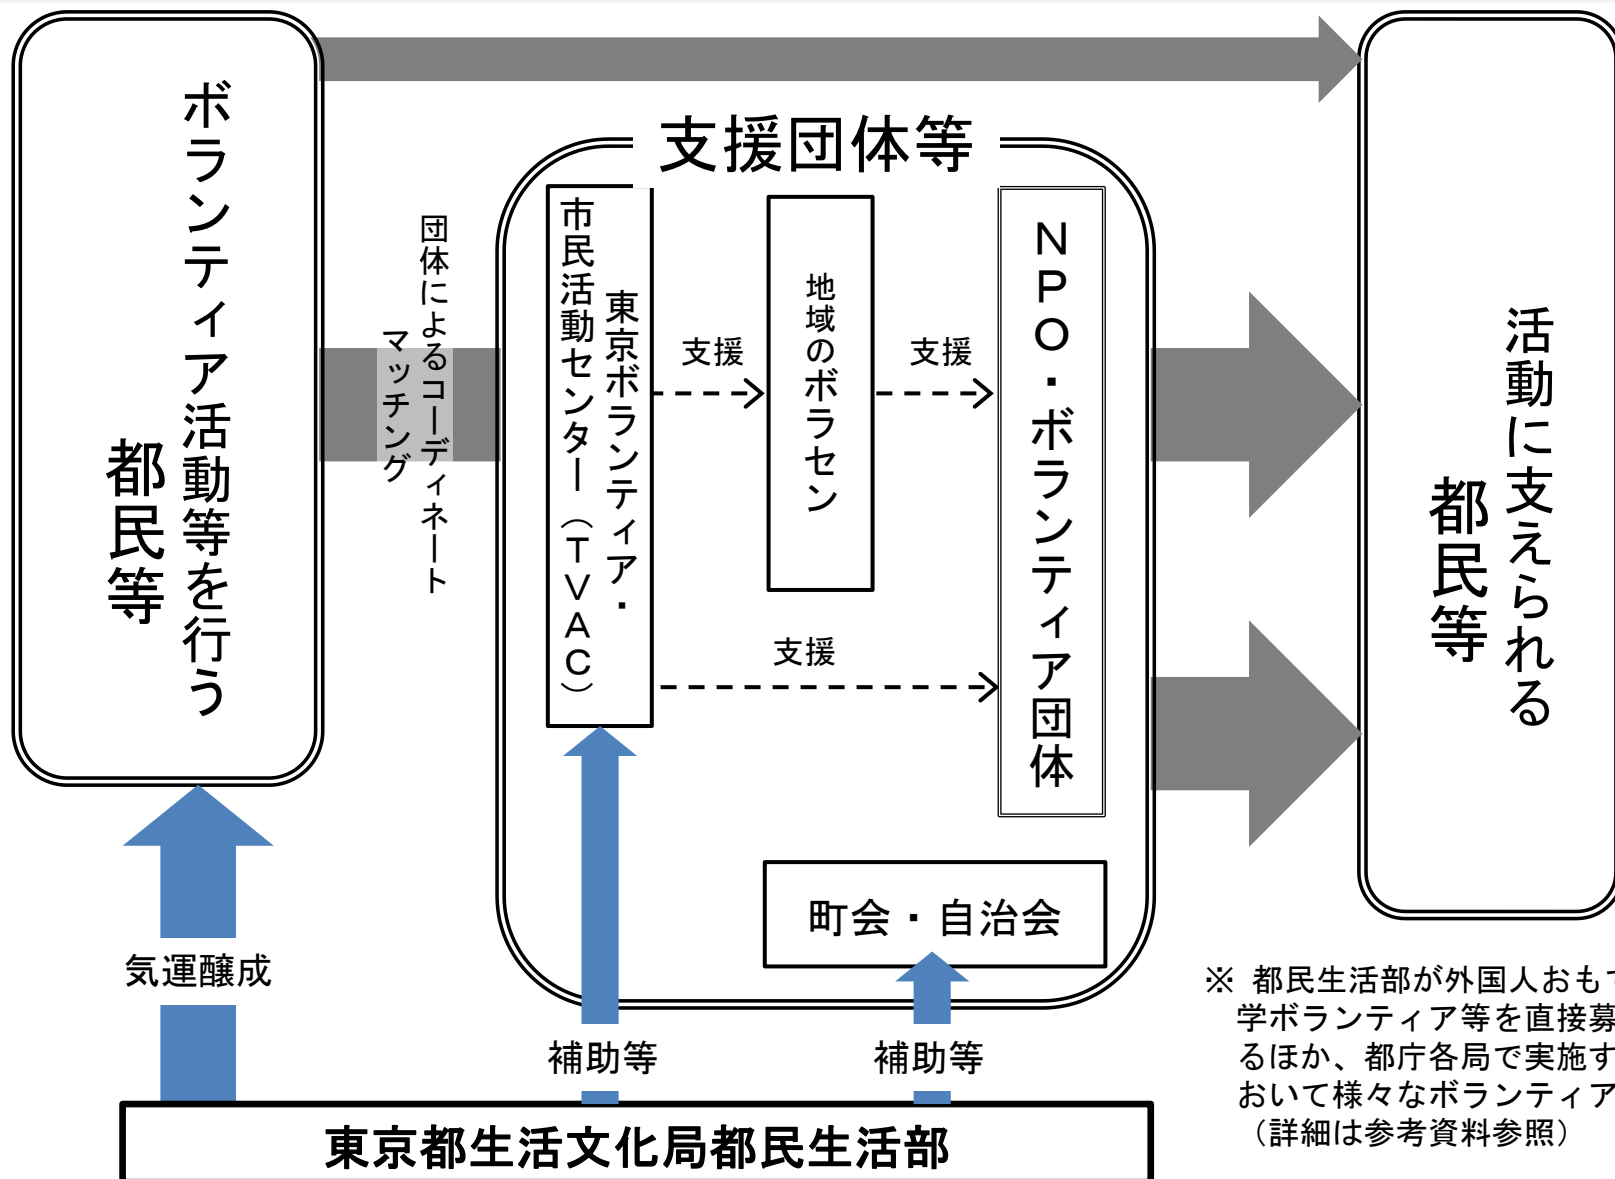 ボランティア活動等を行う
都民等
団体によるコーディネート
マッチング
支援団体等
東京ボランティア・
市民活動センター（ＴＶＡＣ）
支援
地域のボラセン
支援
ＮＰＯ・ボランティア団体
支援
町会・自治会
活動に支えられる
都民等
気運醸成
補助等
補助等
東京都生活文化局都民生活部
※ 都民生活部が外国人おも
学ボランティア等を直接募
るほか、都庁各局で実施す
おいて様々なボランティア
（詳細は参考資料参照）